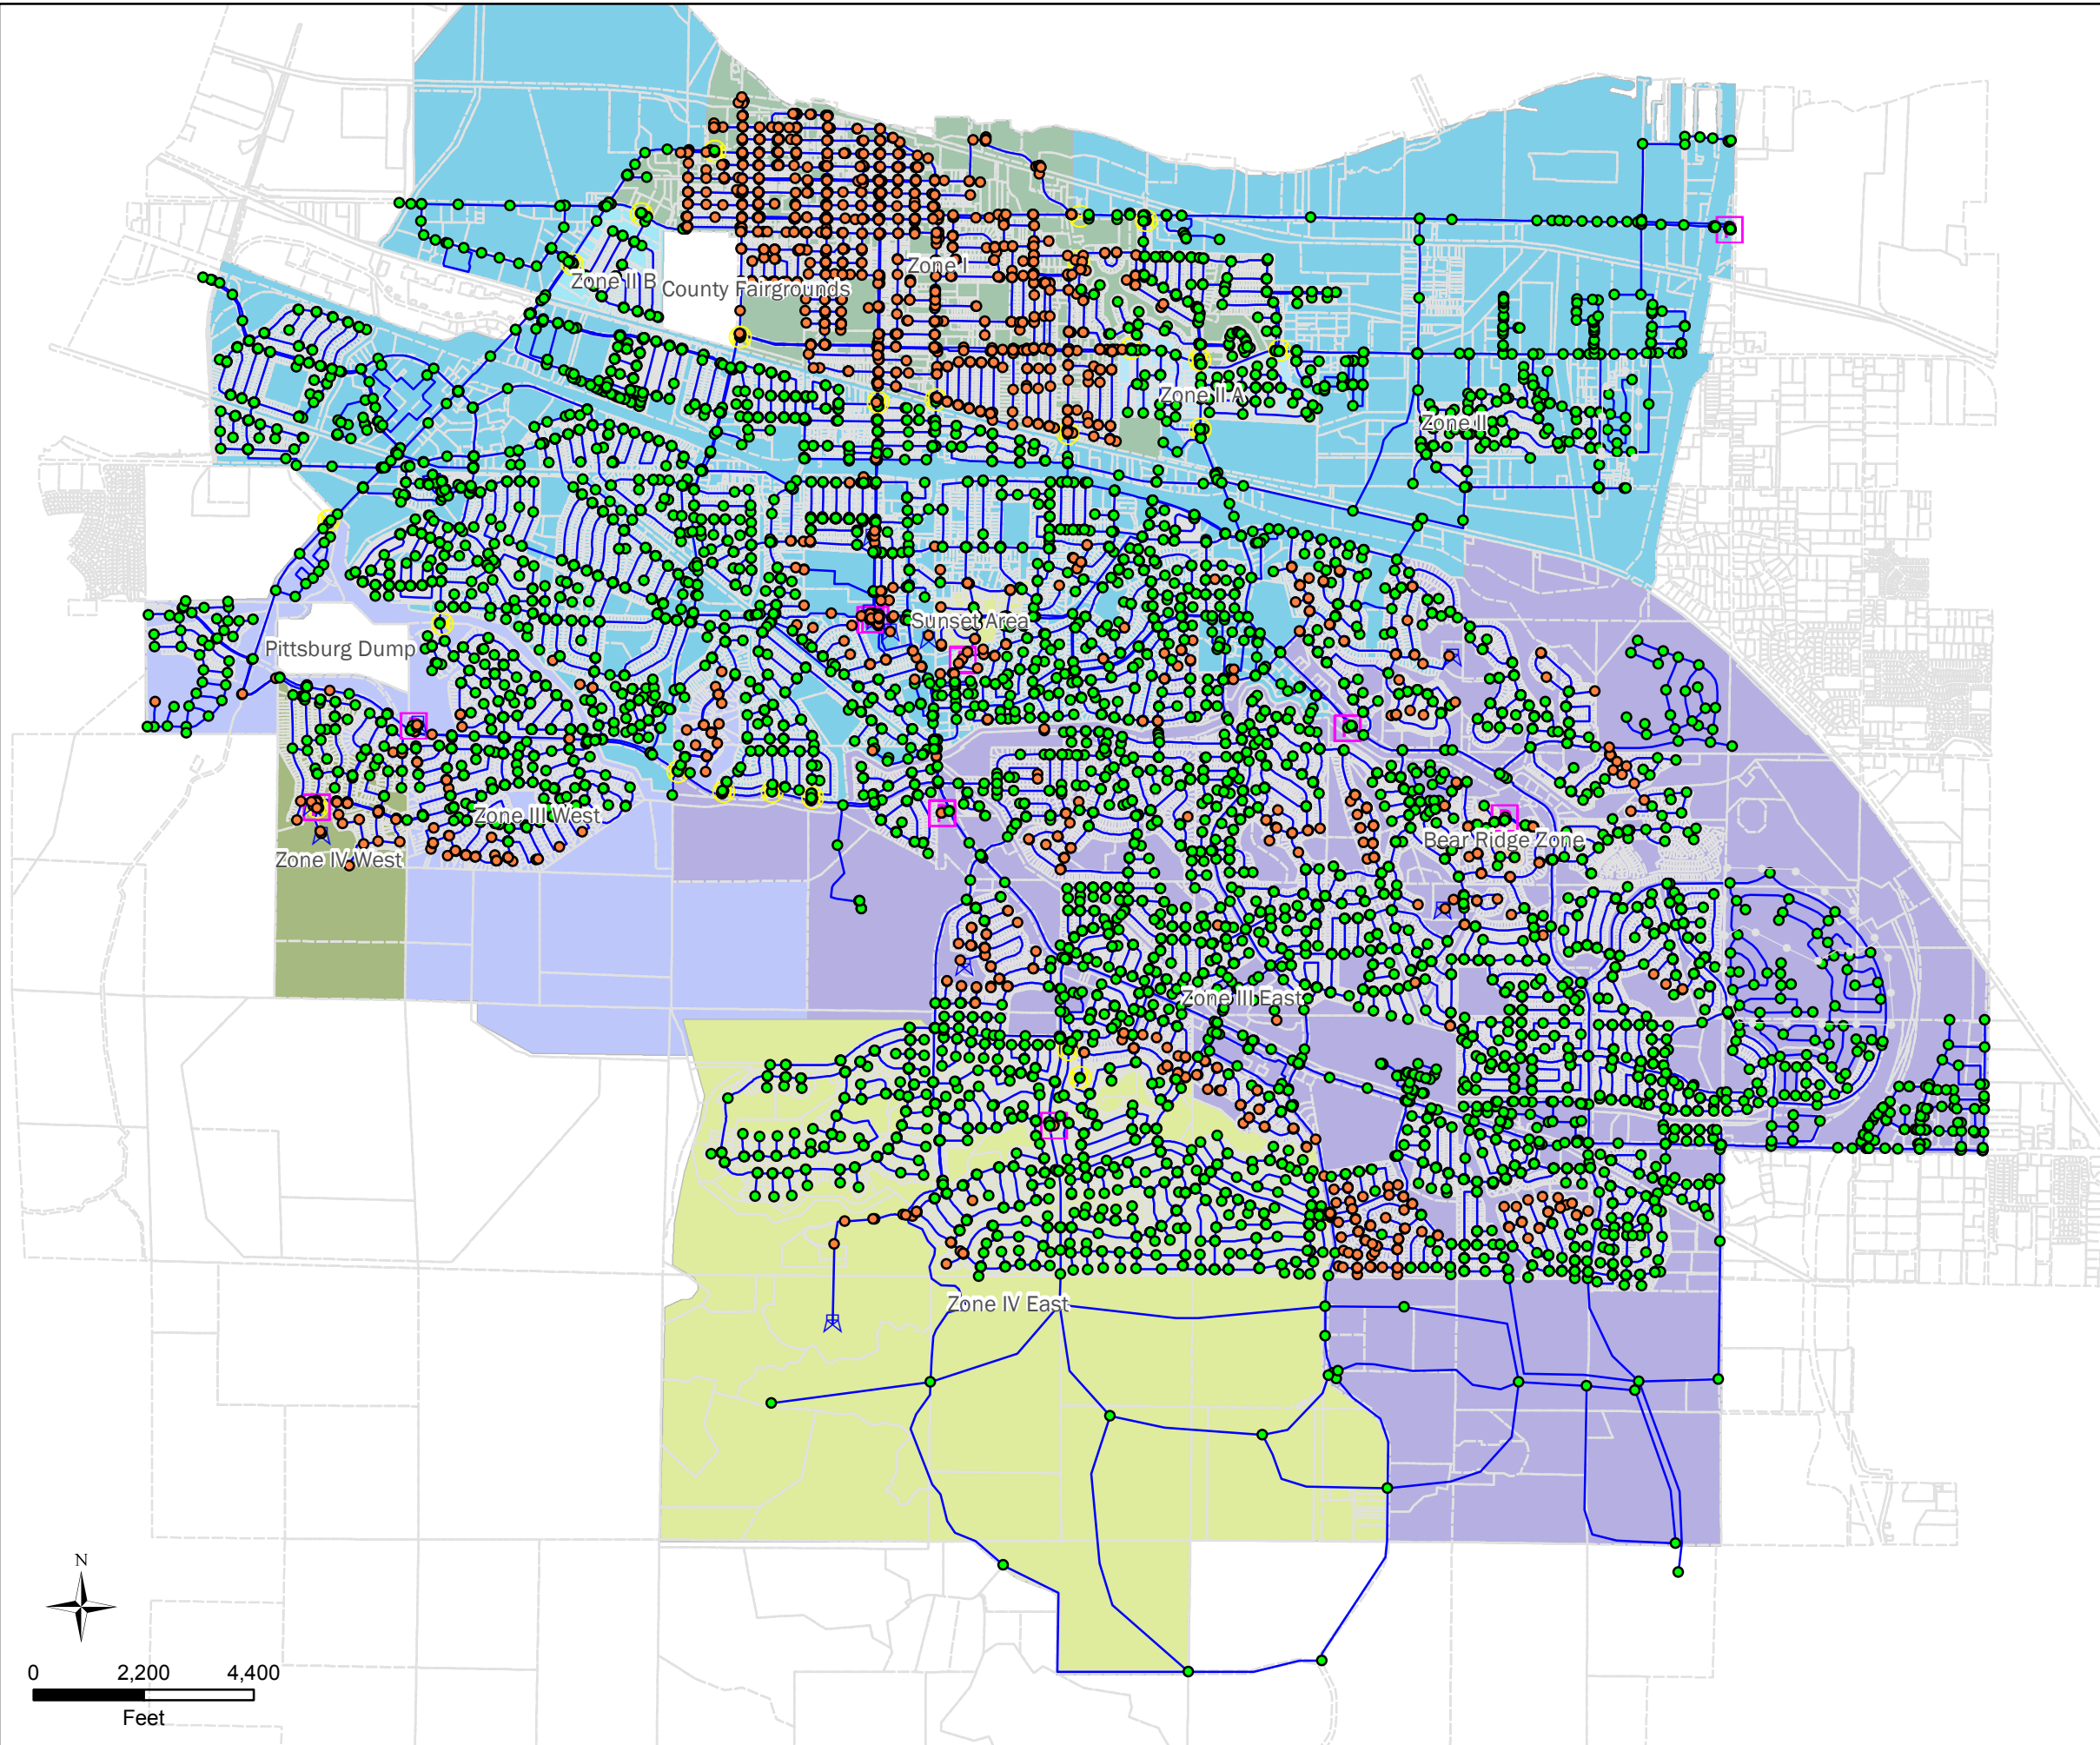 Zone II B
County Fairgrounds
Zone I
Zone II A
Zone II
Sunset Area
Pittsburg Dump
Zone III West
Zone IV West
Bear Ridge Zone
Zone III East
Zone IV East
N
0 2,200 4,400
Feet